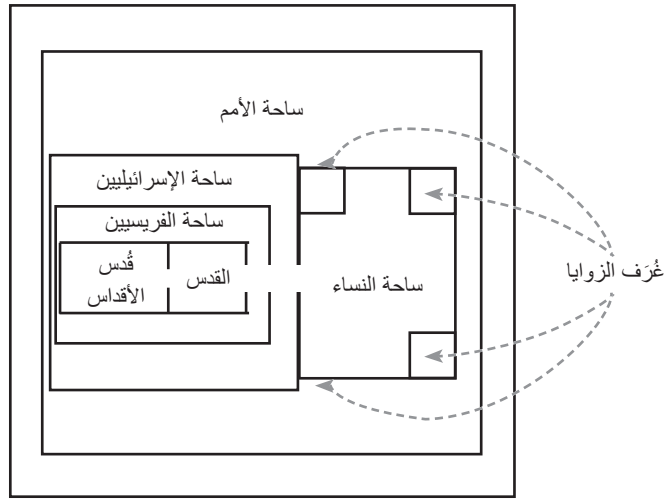 ساحة الأمم
ساحة الإسرائيليين
ساحة الفريسيين
قُدس
الأقداس
القدس
ساحة النساء
غُرَف الزوايا